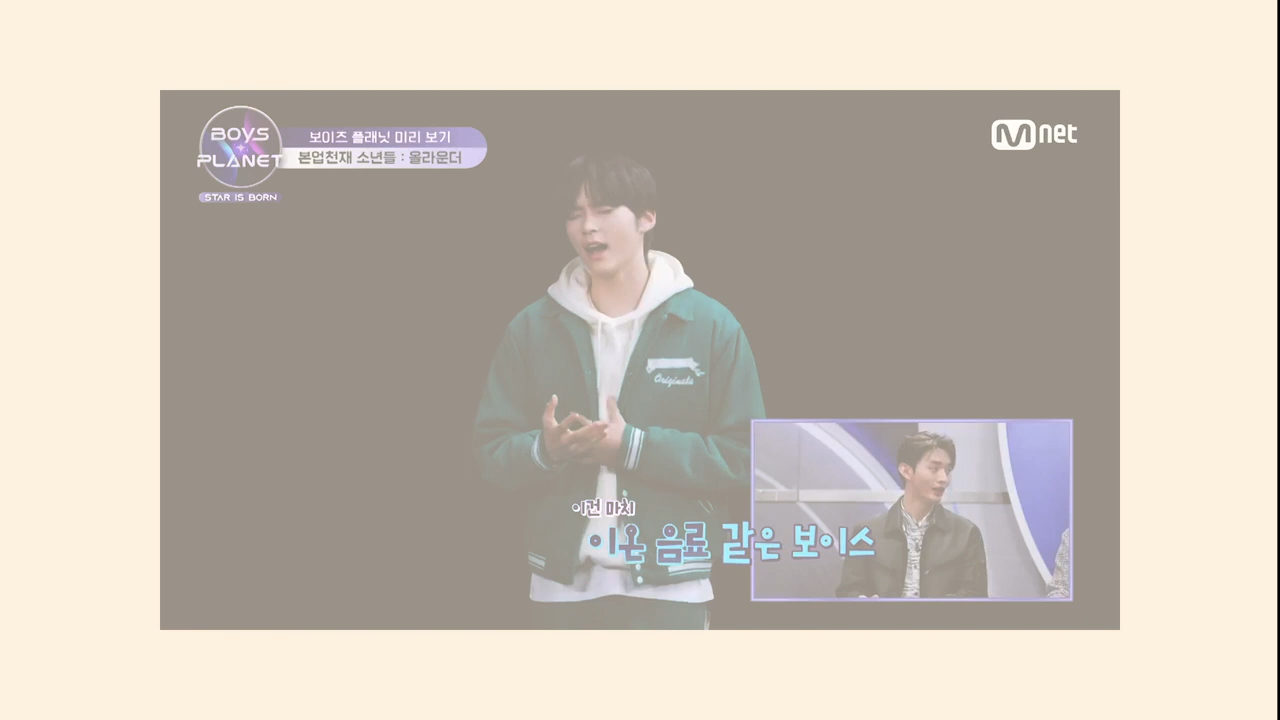 BOYS
PLANET
STAR IS BORN
보이즈 플래닛 미리 보기
본업천재 소년들 : 올라운더
Mnet
Originals
이건 마치
이온 음료 같은 보이스